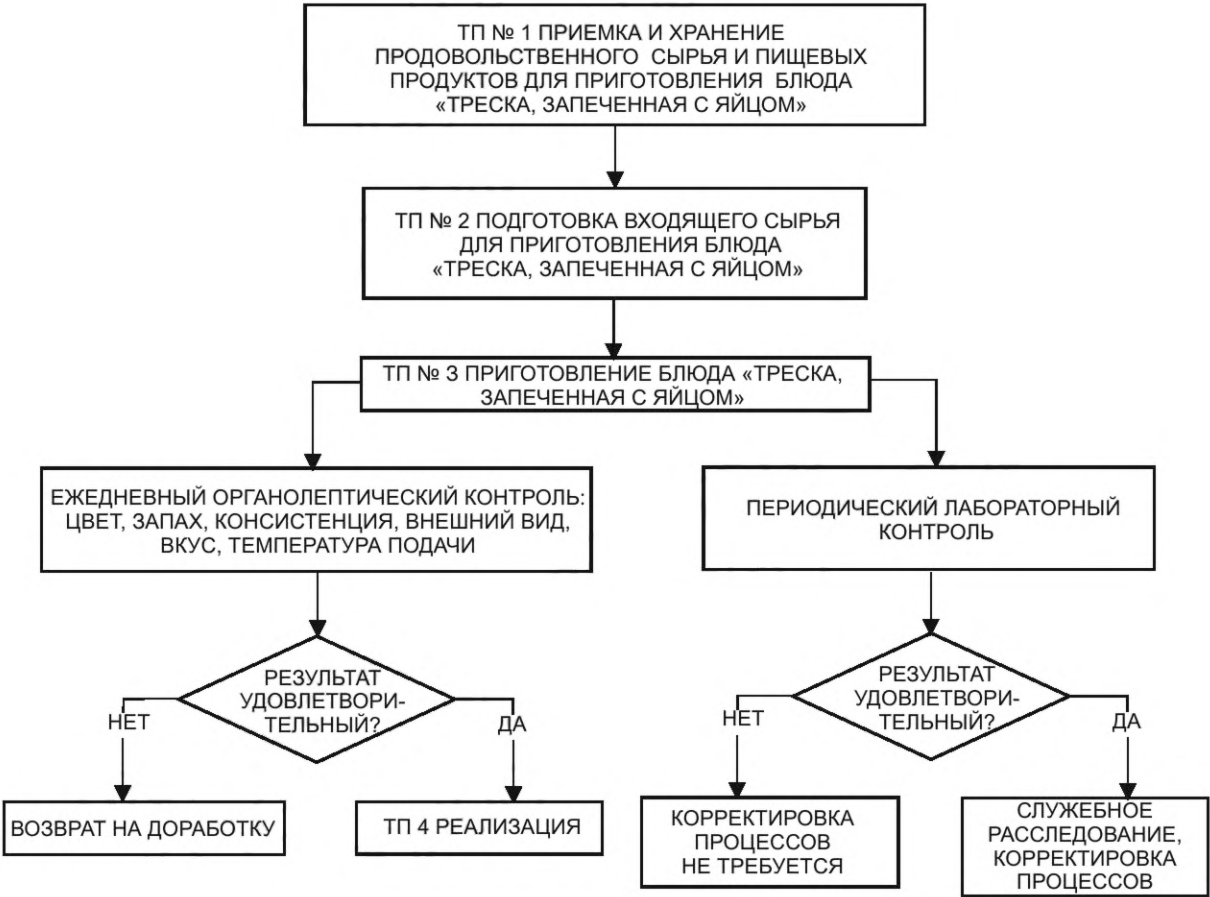 ТП № 1 ПРИЕМКА И ХРАНЕНИЕ
ПРОДОВОЛЬСТВЕННОГО СЫРЬЯ И ПИЩЕВЫХ
ПРОДУКТОВ ДЛЯ ПРИГОТОВЛЕНИЯ БЛЮДА
«ТРЕСКА, ЗАПЕЧЕННАЯ С ЯЙЦОМ»
ТП № 2 ПОДГОТОВКА ВХОДЯЩЕГО СЫРЬЯ
ДЛЯ ПРИГОТОВЛЕНИЯ БЛЮДА
«ТРЕСКА, ЗАПЕЧЕННАЯ С ЯЙЦОМ»
ТП № 3 ПРИГОТОВЛЕНИЕ БЛЮДА «ТРЕСКА,
ЗАПЕЧЕННАЯ С ЯЙЦОМ»
ЕЖЕДНЕВНЫЙ ОРГАНОЛЕПТИЧЕСКИЙ КОНТРОЛЬ:
ЦВЕТ, ЗАПАХ, КОНСИСТЕНЦИЯ, ВНЕШНИЙ ВИД,
ВКУС, ТЕМПЕРАТУРА ПОДАЧИ
ПЕРИОДИЧЕСКИЙ ЛАБОРАТОРНЫЙ
КОНТРОЛЬ
РЕЗУЛЬТАТ
УДОВЛЕТВОРИ-
ТЕЛЬНЫЙ?
НЕТ
ДА
РЕЗУЛЬТАТ
УДОВЛЕТВОРИ-
ТЕЛЬНЫЙ?
НЕТ
ДА
ВОЗВРАТ НА ДОРАБОТКУ
ТП 4 РЕАЛИЗАЦИЯ
КОРРЕКТИРОВКА
ПРОЦЕССОВ
НЕ ТРЕБУЕТСЯ
СЛУЖЕБНОЕ
РАССЛЕДОВАНИЕ,
КОРРЕКТИРОВКА
ПРОЦЕССОВ